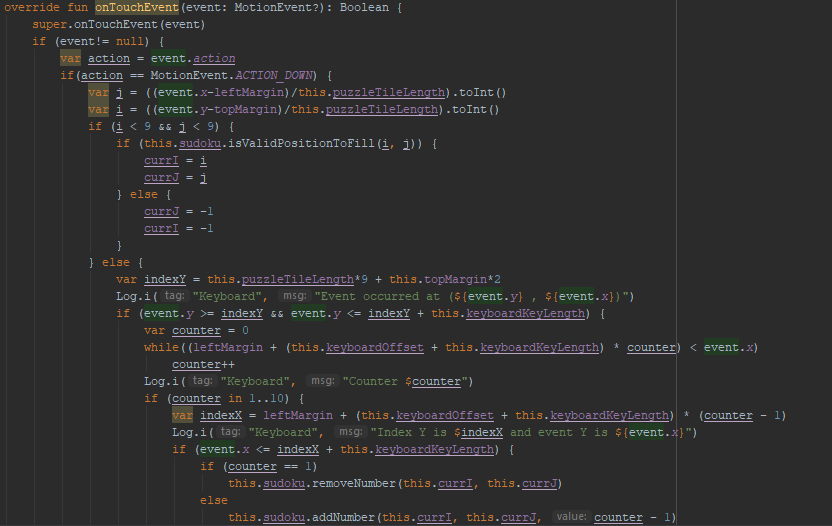 override fun onTouchEvent(event: MotionEvent?): Boolean {
    super.onTouchEvent(event)
    if (event!= null) {
        var action = event.action
        if(action == MotionEvent.ACTION_DOWN) {
            var j = ((event.x-leftMargin)/this.puzzleTileLength).toInt()
            var i = ((event.y-topMargin)/this.puzzleTileLength).toInt()
            if (i < 9 && j < 9) {
                if (this.sudoku.isValidPositionToFill(i, j)) {
                    currI = i
                    currJ = j
                } else {
                    currJ = -1
                    currI = -1
                }
            } else {
                var indexY = this.puzzleTileLength*9 + this.topMargin*2
                Log.i( tag: "Keyboard", msg: "Event occurred at (${event.y} , ${event.x})")
                if (event.y >= indexY && event.y <= indexY + this.keyboardKeyLength) {
                    var counter = 0
                    while((leftMargin + (this.keyboardOffset + this.keyboardKeyLength) * counter) < event.x)
                        counter++
                    Log.i( tag: "Keyboard", msg: "Counter $counter")
                    if (counter in 1..10) {
                        var indexX = leftMargin + (this.keyboardOffset + this.keyboardKeyLength) * (counter - 1)
                        Log.i( tag: "Keyboard", msg: "Index Y is $indexX and event Y is ${event.x}")
                        if (event.x <= indexX + this.keyboardKeyLength) {
                            if (counter == 1)
                                this.sudoku.removeNumber(this.currI, this.currJ)
                            else
                                this.sudoku.addNumber(this.currI, this.currJ, value: counter - 1)